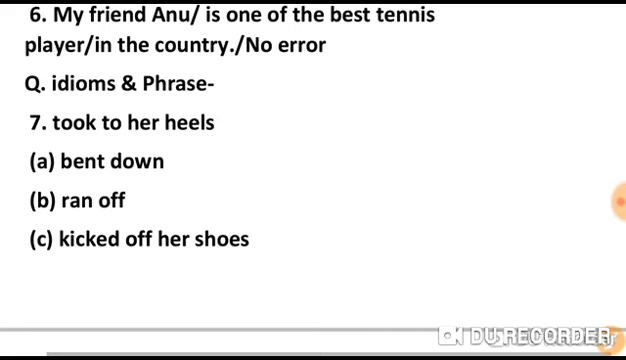 6. My friend Anu/ is one of the best tennis
player/in the country./No error
Q. idioms & Phrase-
7. took to her heels
(a) bent down
(b) ran off
(c) kicked off her shoes
DU RECORDER